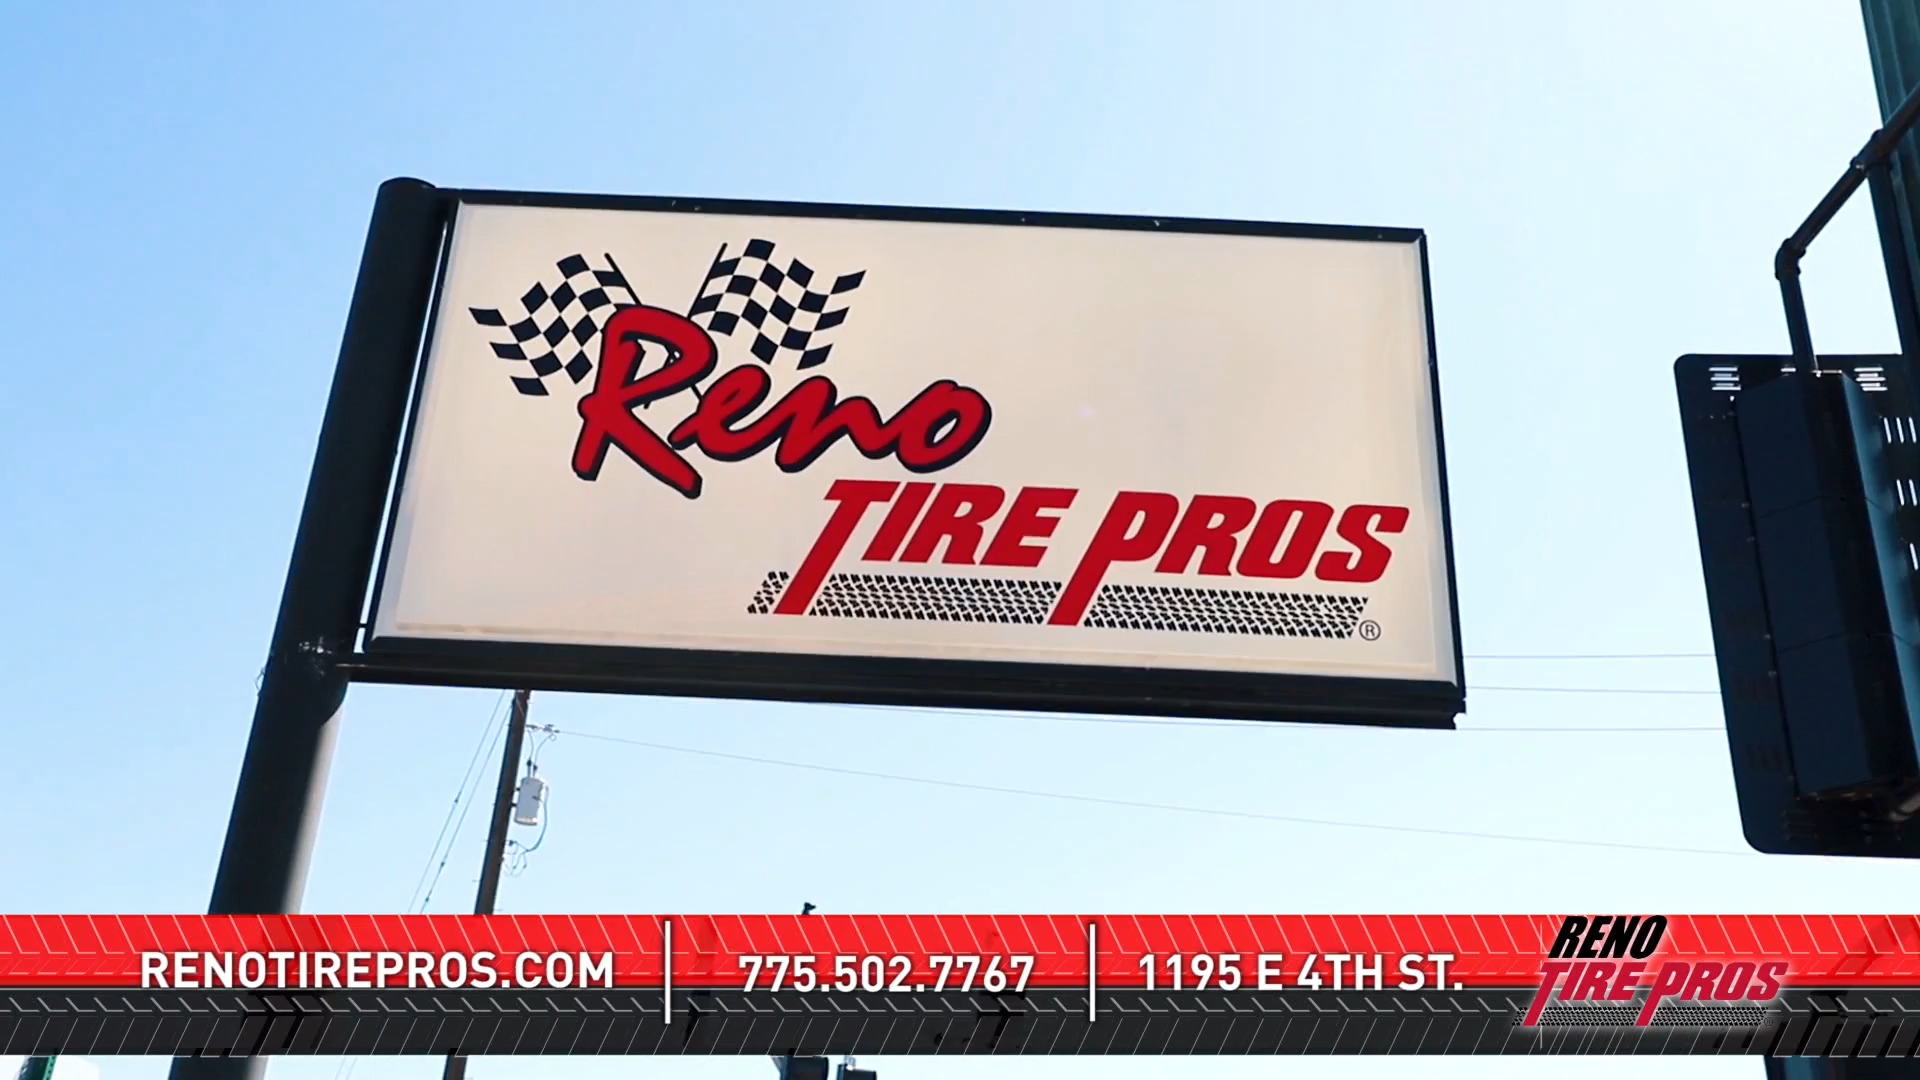 Reno
TIRE PROS
®
RENOTIREPROS.COM
775.502.7767
1195 E 4TH ST.
RENO
TIRE PROS
®